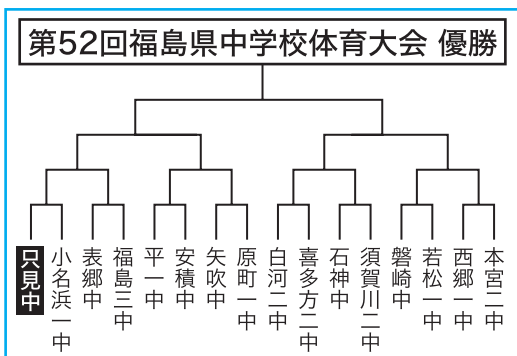 第52回福島県中学校体育大会 優勝
只見中
小名浜一中
表郷中
福島三中
平一中
安積中
矢吹中
原町一中
白河二中
喜多方二中
石神中
須賀川二中
磐崎中
若松一中
西郷一中
本宮二中